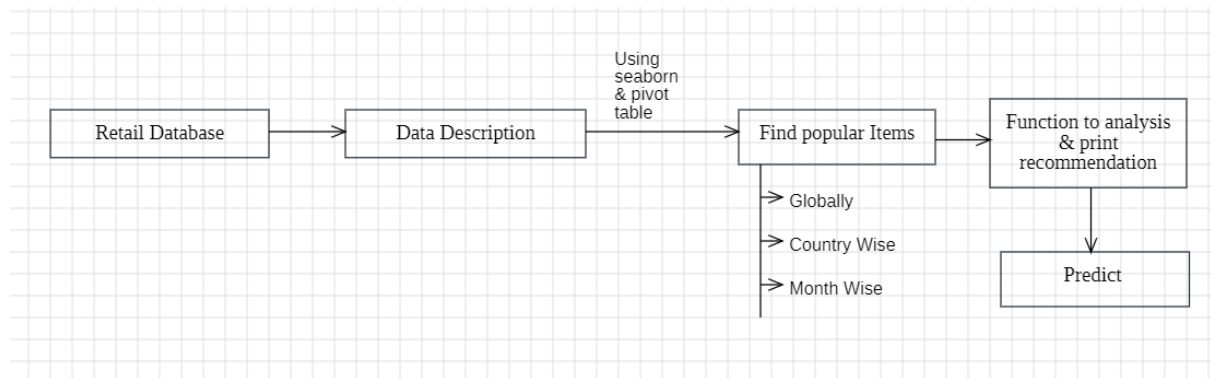 Retail Database
Data Description
Using
seaborn
& pivot
table
Find popular Items
Globally
Country Wise
Month Wise
Function to analysis
& print
recommendation
Predict